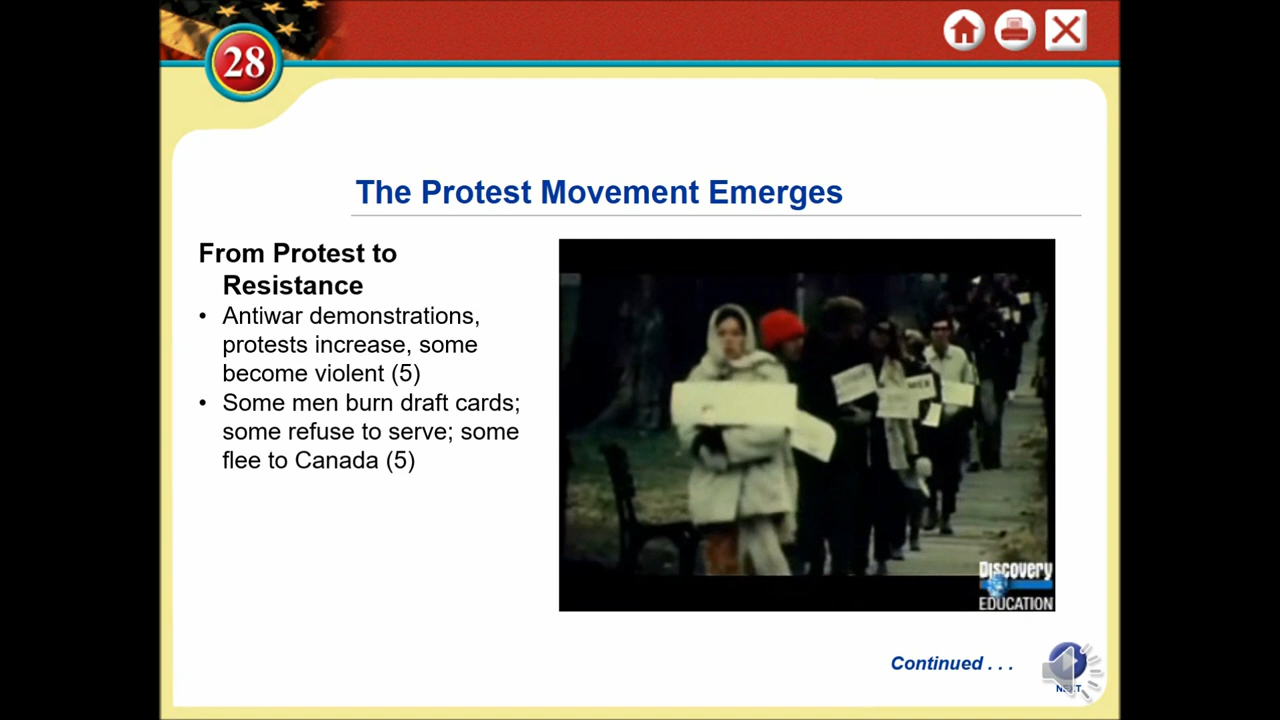 28
The Protest Movement Emerges
From Protest to
Resistance
• Antiwar demonstrations,
protests increase, some
become violent (5)
• Some men burn draft cards;
some refuse to serve; some
flee to Canada (5)
Discovery
EDUCATION
Continued . . .
NEXT